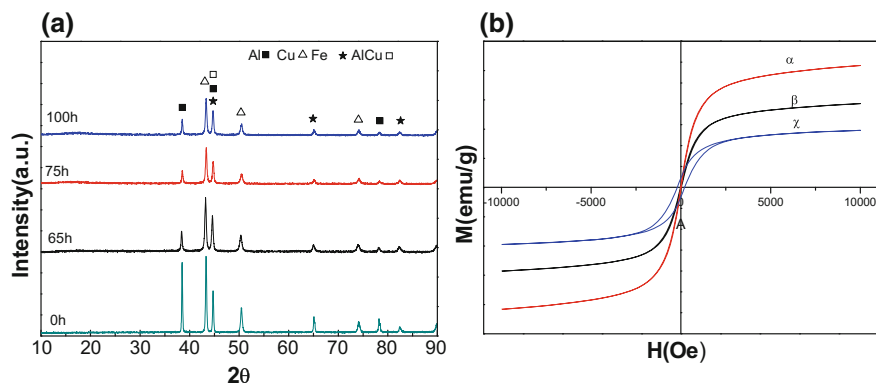 (a)
Al■ Cu △ Fe ★ AlCu □
100h
75h
65h
0h
Intensity(a.u.)
10 20 30 40 50 60 70 80 90
2θ
(b)
α
β
χ
M(emu/g)
-10000 -5000 0 5000 10000
A
H(Oe)